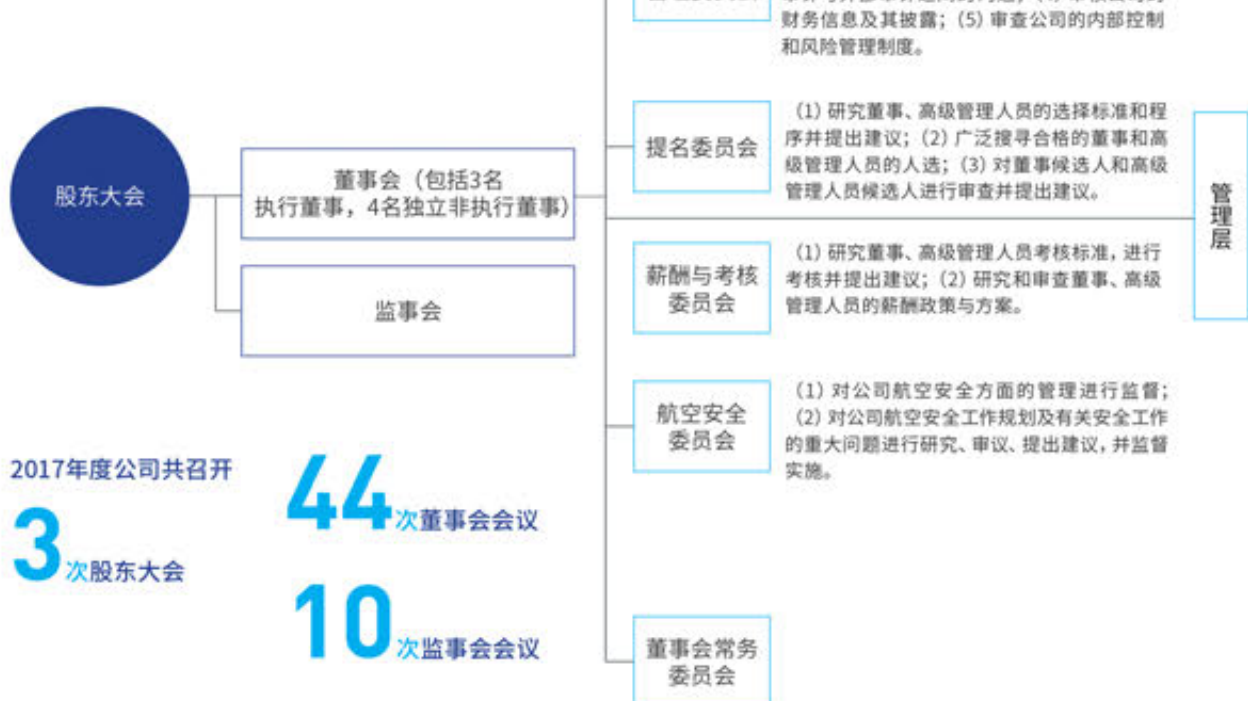 财务信息及其披露；（5）审查公司的内部控制
和风险管理制度。
股东大会
董事会（包括3名
执行董事，4名独立非执行董事）
监事会
提名委员会
（1）研究董事、高级管理人员的选择标准和程
序并提出建议；（2）广泛搜寻合格的董事和高
级管理人员的人选；（3）对董事候选人和高级
管理人员候选人进行审查并提出建议。
管理层
薪酬与考核
委员会
（1）研究董事、高级管理人员考核标准，进行
考核并提出建议；（2）研究和审查董事、高级
管理人员的薪酬政策与方案。
航空安全
委员会
（1）对公司航空安全方面的管理进行监督；
（2）对公司航空安全工作规划及有关安全工作
的重大问题进行研究、审议、提出建议，并监督
实施。
2017年度公司共召开
3次股东大会
44次董事会会议
10次监事会会议
董事会常务
委员会